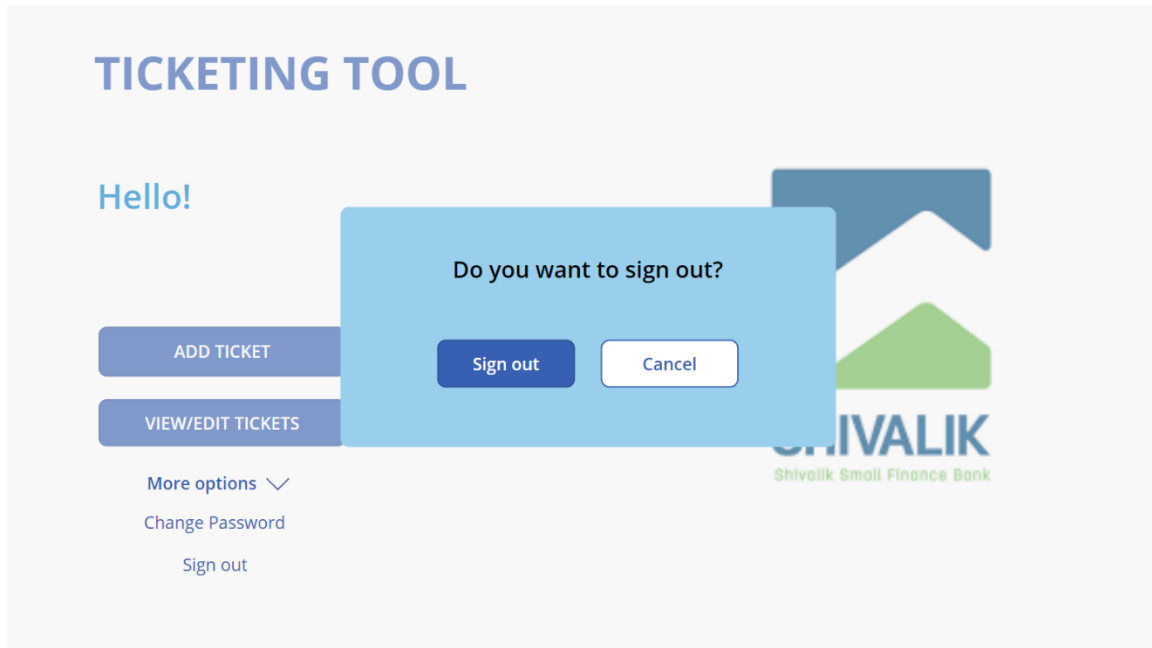 TICKETING TOOL
Hello!
Do you want to sign out?
Sign out
Cancel
ADD TICKET
VIEW/EDIT TICKETS
More options
Change Password
Sign out
SHIVALIK
Shivalik Small Finance Bank